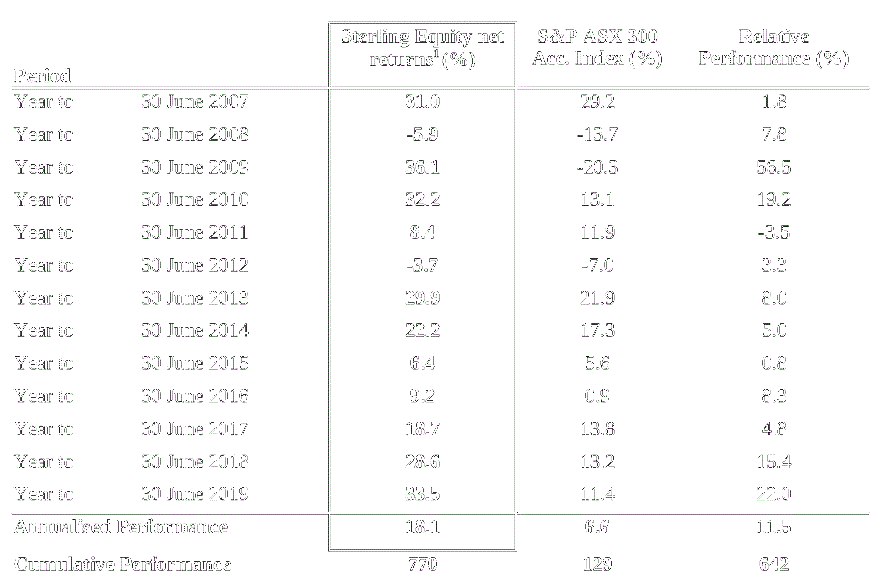 Sterling Equity net returns¹ (%)
S&P ASX 300 Acc. Index (%)
Relative Performance (%)
Period
Year to 30 June 2007 31.0 29.2 1.8
Year to 30 June 2008 -5.9 -13.7 7.8
Year to 30 June 2009 36.1 -20.3 56.5
Year to 30 June 2010 32.2 13.1 19.2
Year to 30 June 2011 8.4 11.9 -3.5
Year to 30 June 2012 -3.7 -7.0 3.3
Year to 30 June 2013 29.9 21.9 8.0
Year to 30 June 2014 22.2 17.3 5.0
Year to 30 June 2015 6.4 5.6 0.8
Year to 30 June 2016 9.2 0.9 8.3
Year to 30 June 2017 18.7 13.8 4.8
Year to 30 June 2018 28.6 13.2 15.4
Year to 30 June 2019 33.5 11.4 22.0
Annualised Performance 18.1 6.6 11.5
Cumulative Performance 770 129 642